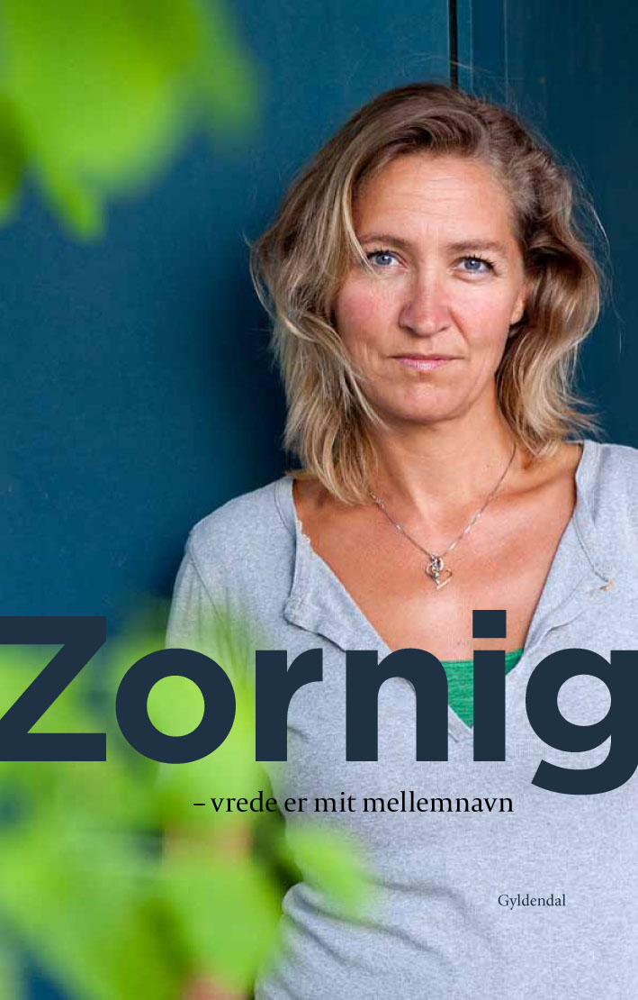 Zornig
– vrede er mit mellemnavn
Gyldendal